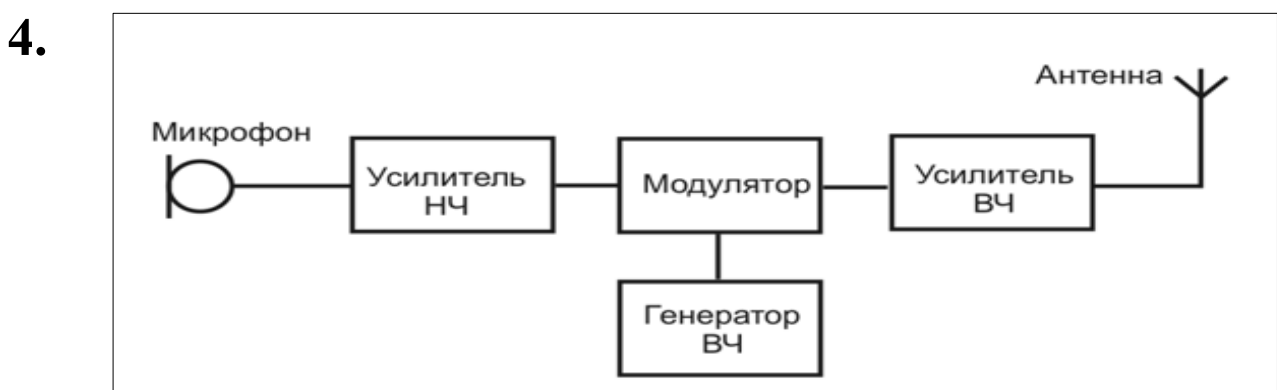 4.
Антенна
Микрофон
Усилитель
НЧ
Модулятор
Усилитель
ВЧ
Генератор
ВЧ